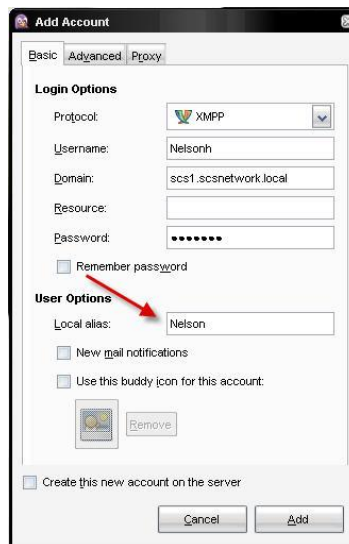 Add Account
Basic Advanced Proxy
Login Options
Protocol: XMPP
Username: Nelsonh
Domain: scs1.scsnetwork.local
Resource:
Password: •••••••
Remember password
User Options
Local alias: Nelson
New mail notifications
Use this buddy icon for this account:
Remove
Create this new account on the server
Cancel Add